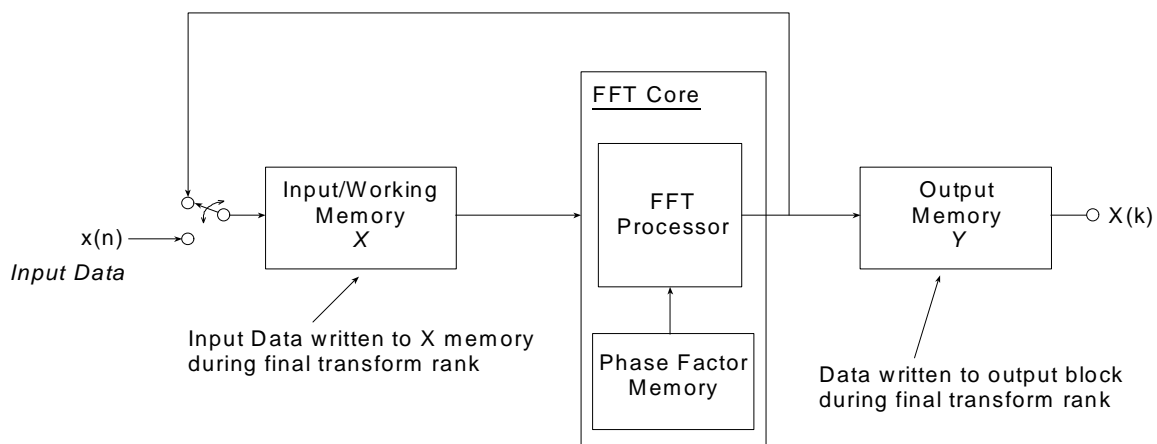 FFT Core
Input/Working
Memory
X
FFT
Processor
Output
Memory
Y
X(k)
x(n)
Input Data
Input Data written to X memory
during final transform rank
Phase Factor
Memory
Data written to output block
during final transform rank